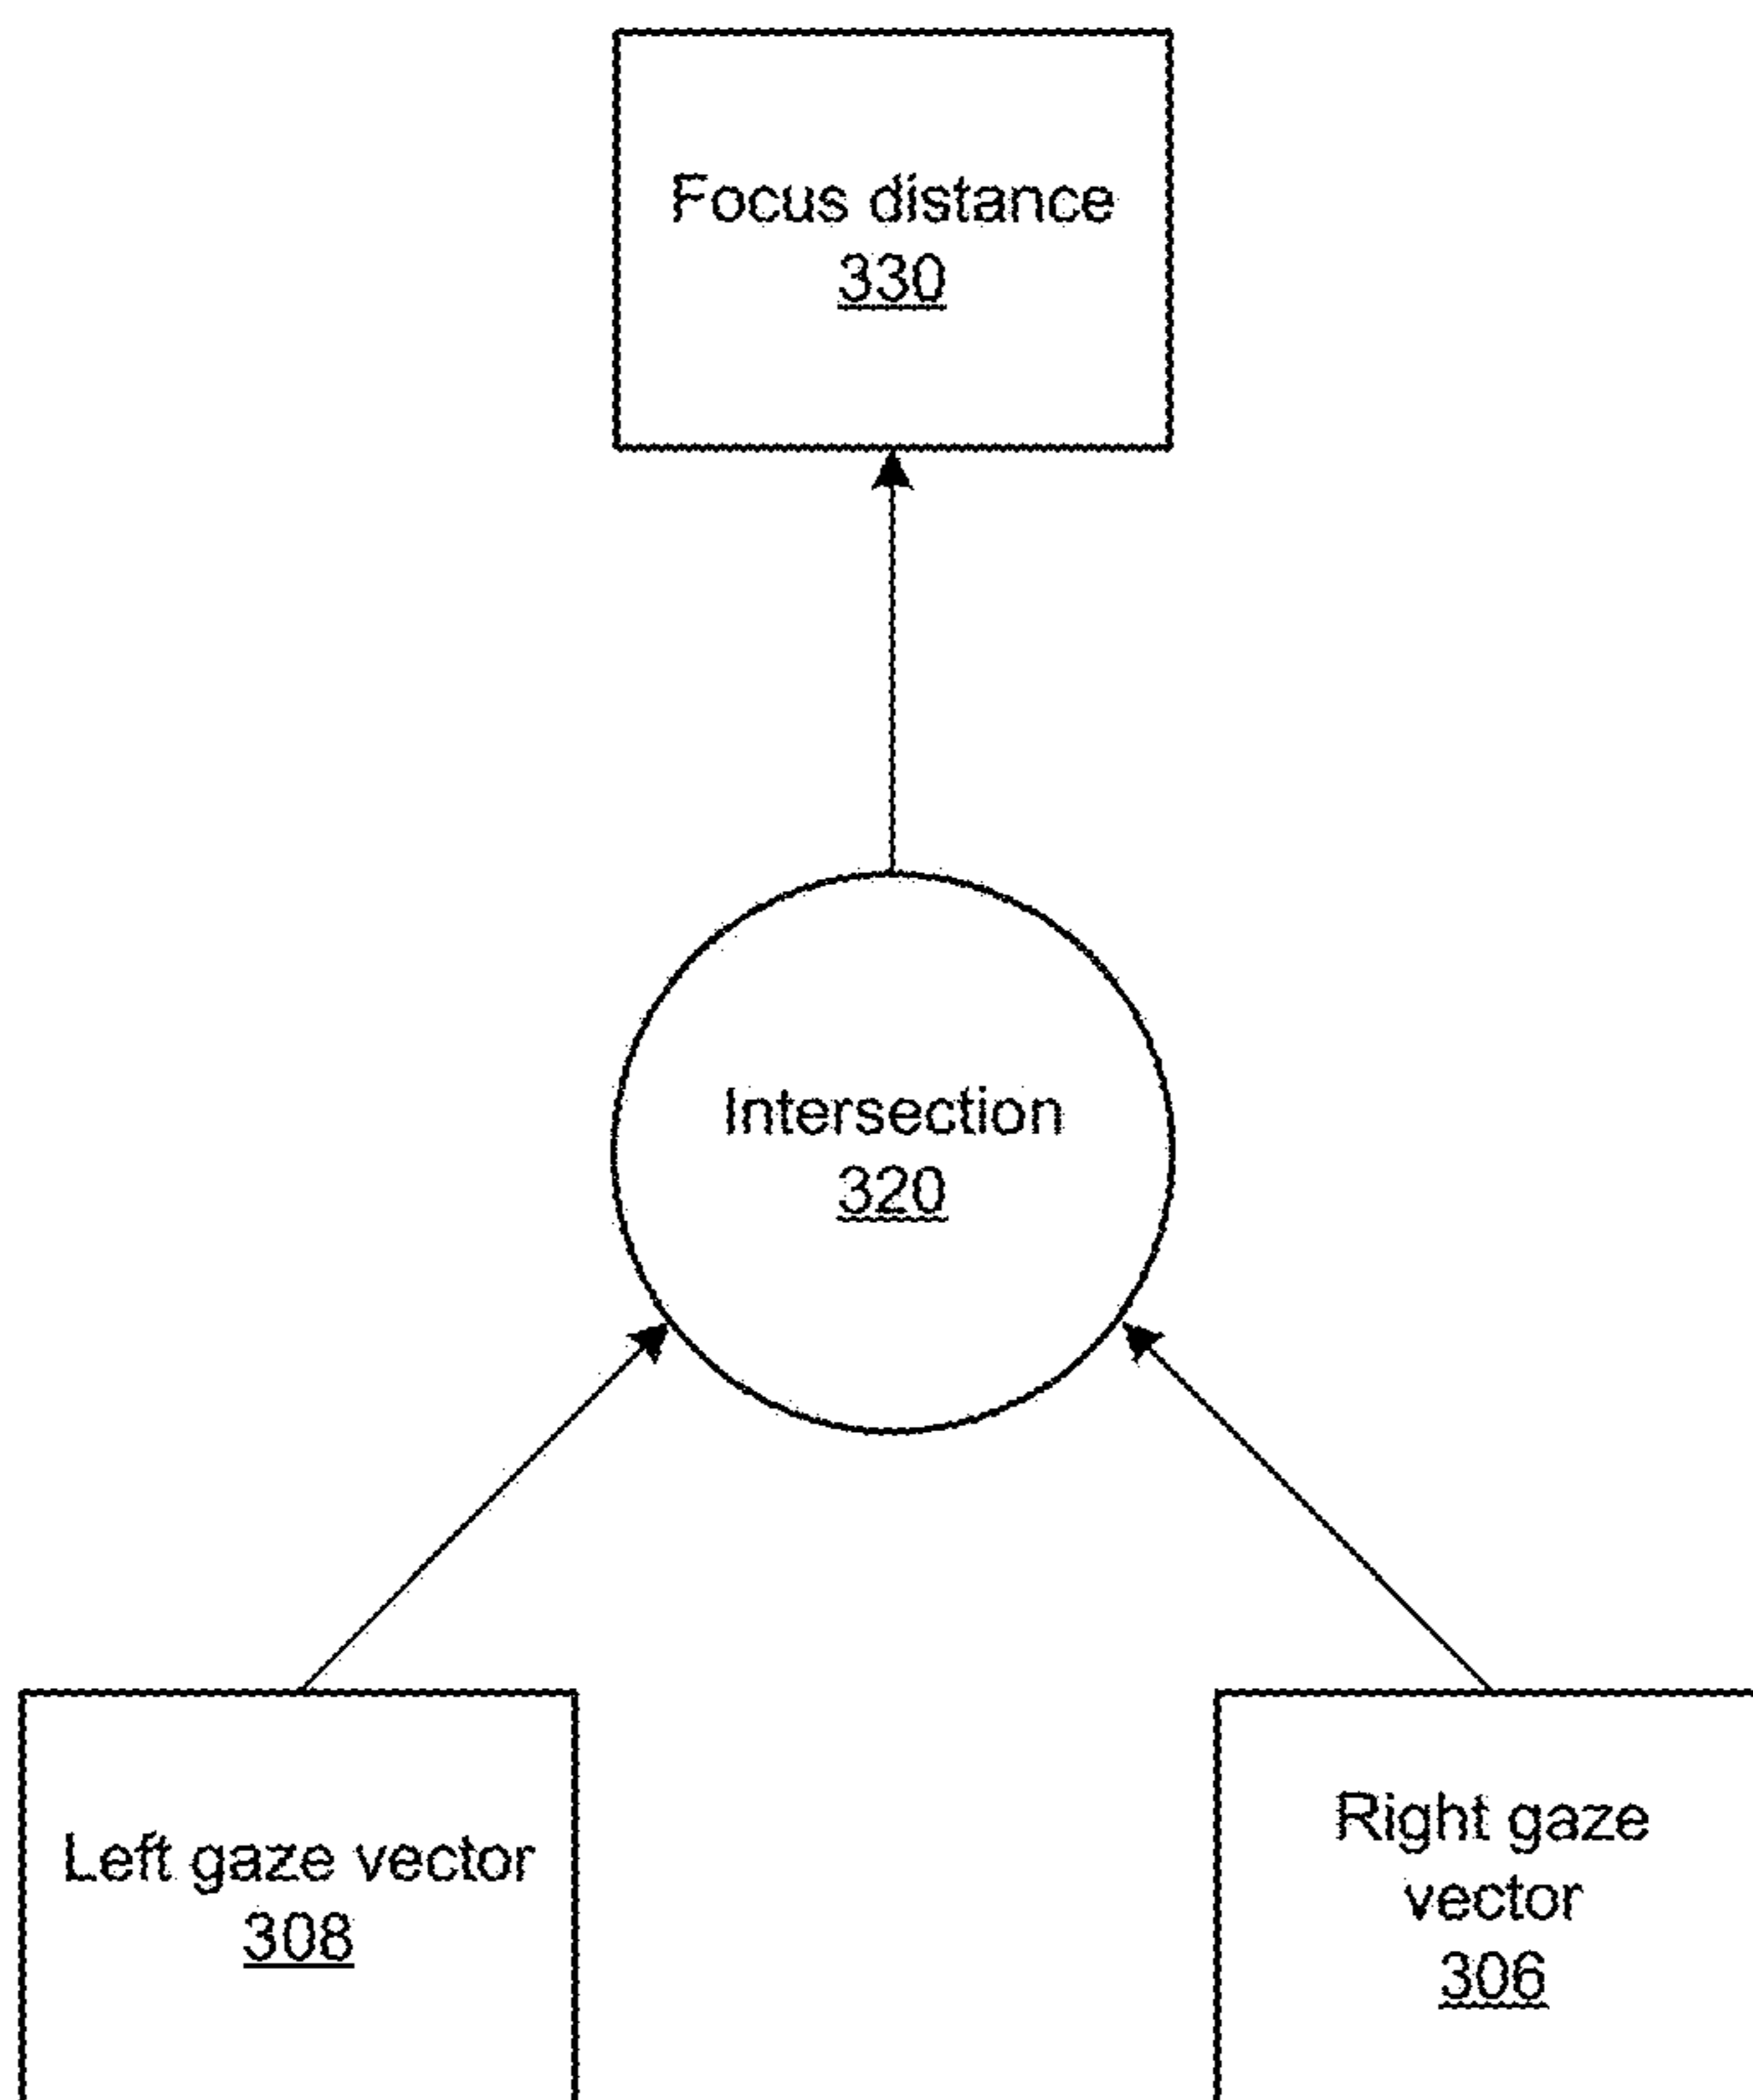 Focus distance
330
Intersection
320
Left gaze vector
308
Right gaze
vector
306